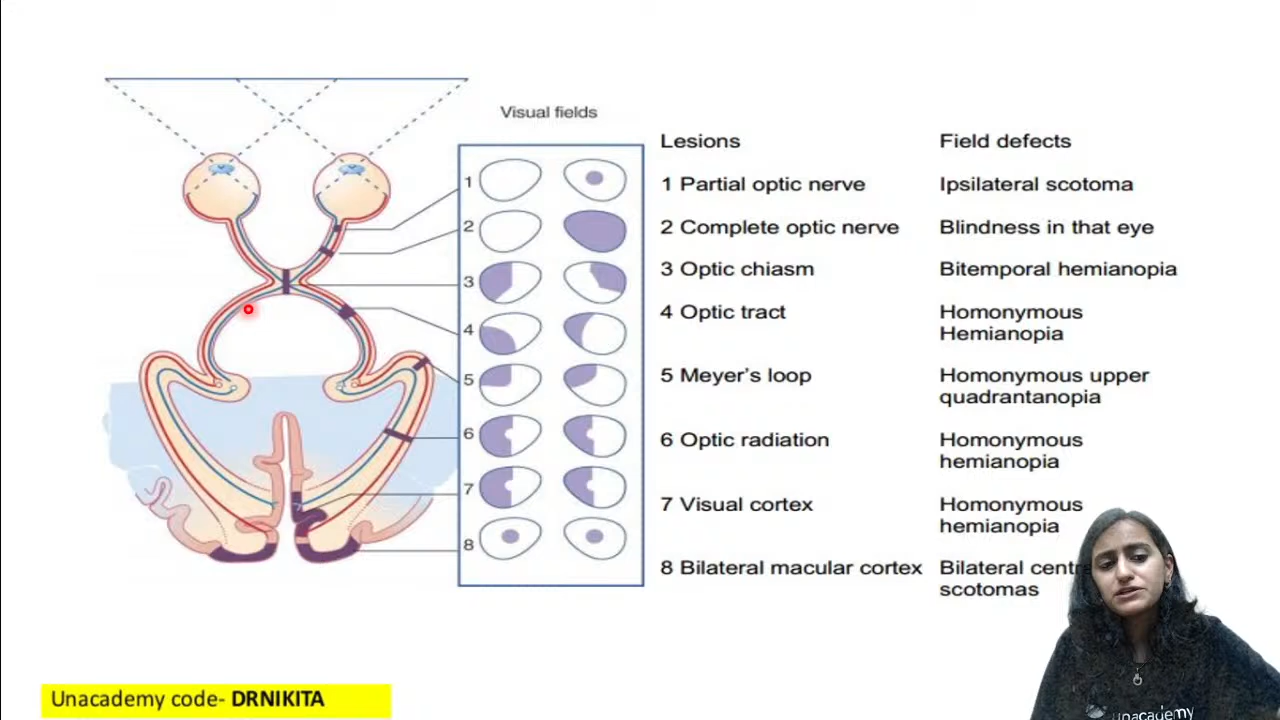 Visual fields
Lesions
Field defects
1
1 Partial optic nerve
Ipsilateral scotoma
2
2 Complete optic nerve
Blindness in that eye
3
3 Optic chiasm
Bitemporal hemianopia
4
4 Optic tract
Homonymous
Hemianopia
5
5 Meyer's loop
Homonymous upper
quadrantanopia
6
6 Optic radiation
Homonymous
hemianopia
7
7 Visual cortex
Homonymous
hemianopia
8
8 Bilateral macular cortex
Bilateral
scotomas
Unacademy code- DRNIKITA
unacademy